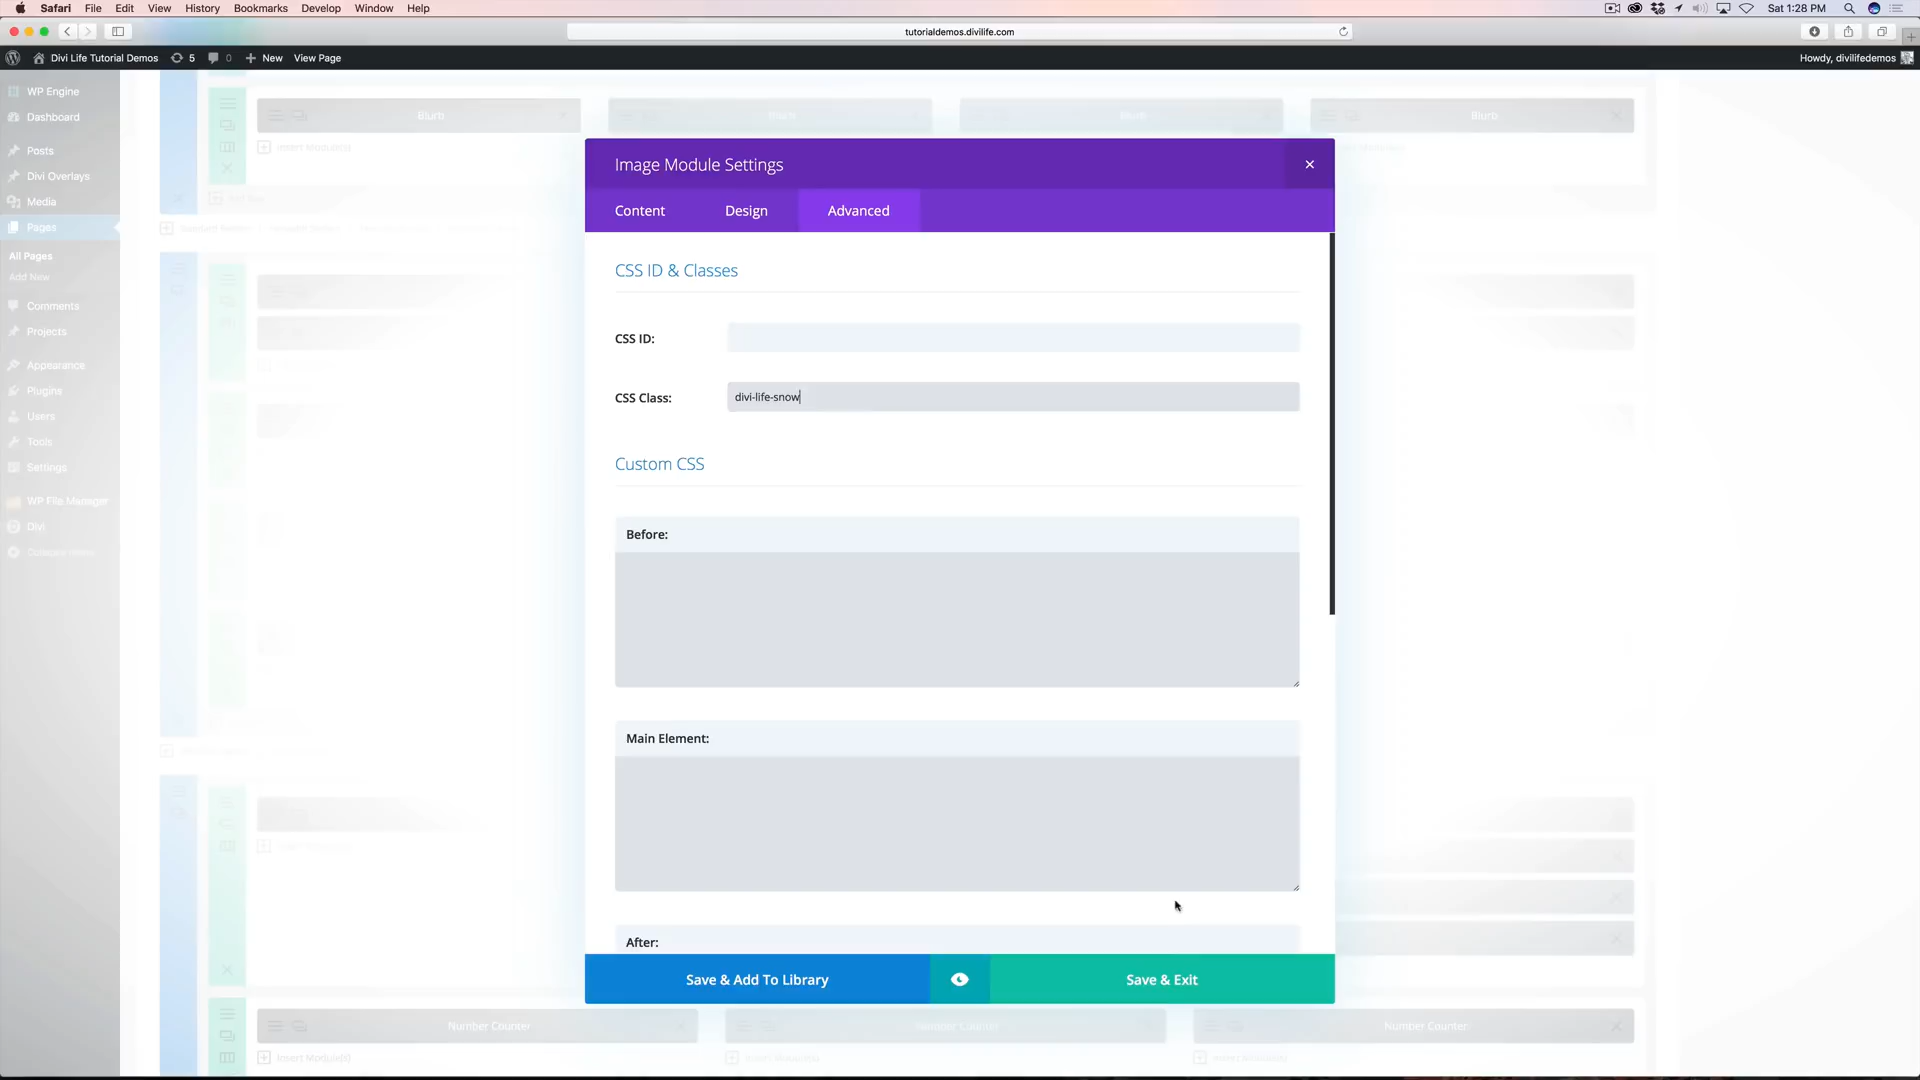 Safari File Edit View History Bookmarks Develop Window Help Sat 1:28 PM
tutorialdemos.divilife.com
Divi Life Tutorial Demos 5 0 New View Page Howdy, divilifedemos
WP Engine
Dashboard
Posts
Divi Overlays
Media
Pages
All Pages
Add New
Comments
Projects
Appearance
Plugins
Users
Tools
Settings
WP File Manager
Divi
Collapse menu
Blurb Blurb Blurb Blurb
Insert Module(s)
Image Module Settings
Content Design Advanced
CSS ID & Classes
CSS ID:
CSS Class: divi-life-snow
Custom CSS
Before:
Main Element:
After:
Save & Add To Library Save & Exit
Number Counter Number Counter Number Counter
Insert Module(s) Insert Module(s) Insert Module(s)